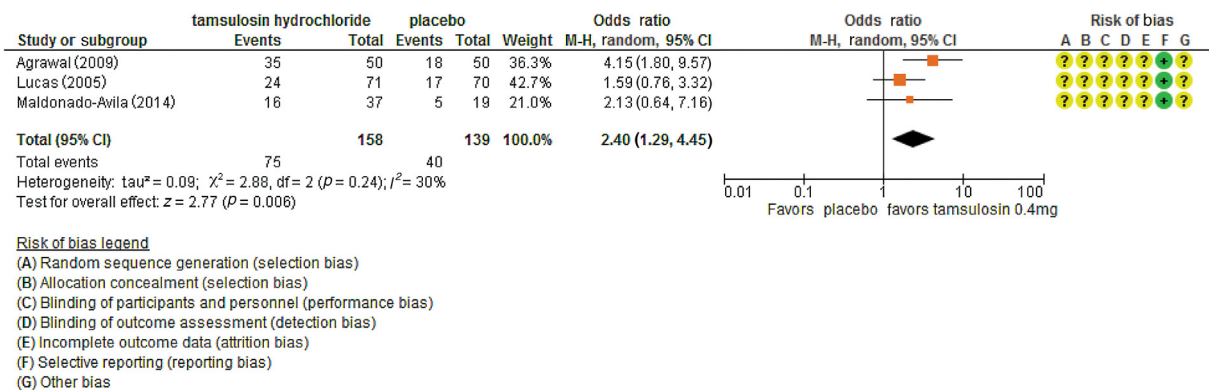 tamsulosin hydrochloride placebo Odds ratio Odds ratio Risk of bias
Study or subgroup Events Total Events Total Weight M-H, random, 95% CI M-H, random, 95% CI A B C D E F G
Agrawal (2009) 35 50 18 50 36.3% 4.15 (1.80, 9.57) ? ? ? ? ? + ?
Lucas (2005) 24 71 17 70 42.7% 1.59 (0.76, 3.32) ? ? ? ? ? + ?
Maldonado-Avila (2014) 16 37 5 19 21.0% 2.13 (0.64, 7.16) ? ? ? ? ? + ?
Total (95% CI) 158 139 100.0% 2.40 (1.29, 4.45)
Total events 75 40
Heterogeneity: tau² = 0.09; χ² = 2.88, df = 2 (p = 0.24); I² = 30%
Test for overall effect: z = 2.77 (P = 0.006)
0.01 0.1 1 10 100
Favors placebo favors tamsulosin 0.4mg
Risk of bias legend
(A) Random sequence generation (selection bias)
(B) Allocation concealment (selection bias)
(C) Blinding of participants and personnel (performance bias)
(D) Blinding of outcome assessment (detection bias)
(E) Incomplete outcome data (attrition bias)
(F) Selective reporting (reporting bias)
(G) Other bias